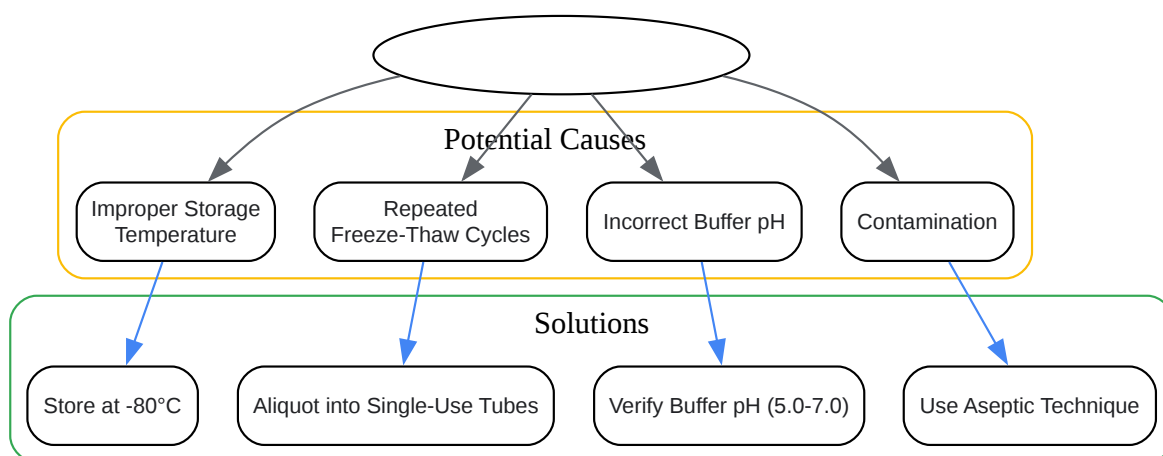 Potential Causes
Improper Storage
Temperature
Repeated
Freeze-Thaw Cycles
Incorrect Buffer pH
Contamination
Solutions
Store at -80°C
Aliquot into Single-Use Tubes
Verify Buffer pH (5.0-7.0)
Use Aseptic Technique